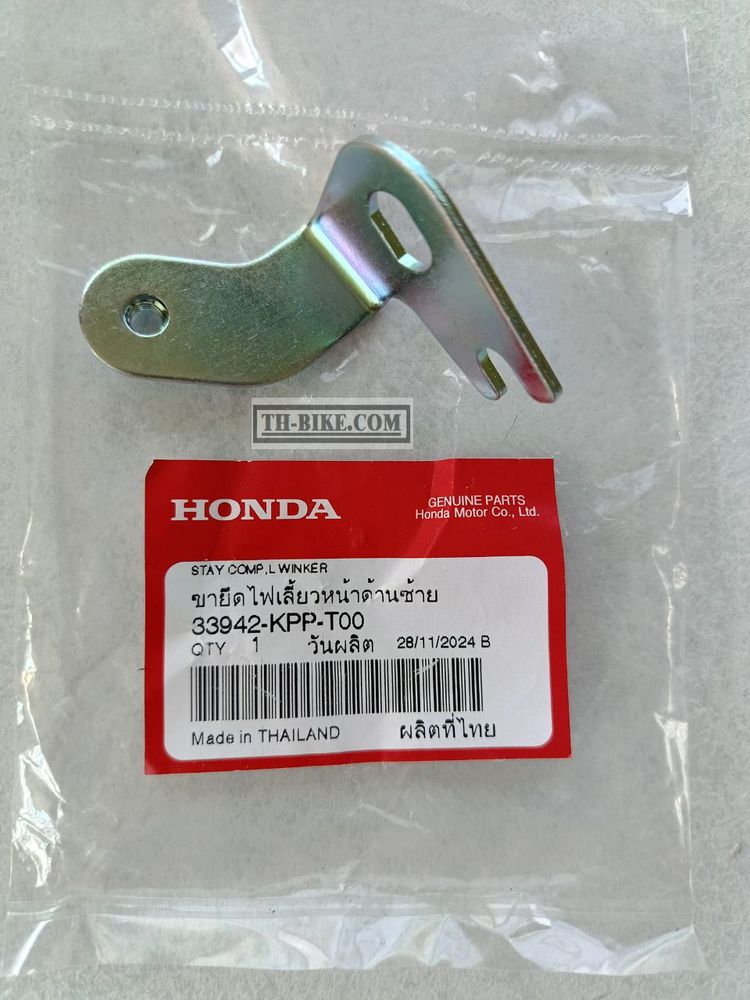 TH-BIKE.COM
HONDA
GENUINE PARTS
Honda Motor Co., Ltd.
STAY COMP,L WINKER
ขายึดไฟเลี้ยวหน้าด้านซ้าย
33942-KPP-T00
QTY 1 วันผลิต 28/11/2024 B
Made in THAILAND ผลิตที่ไทย